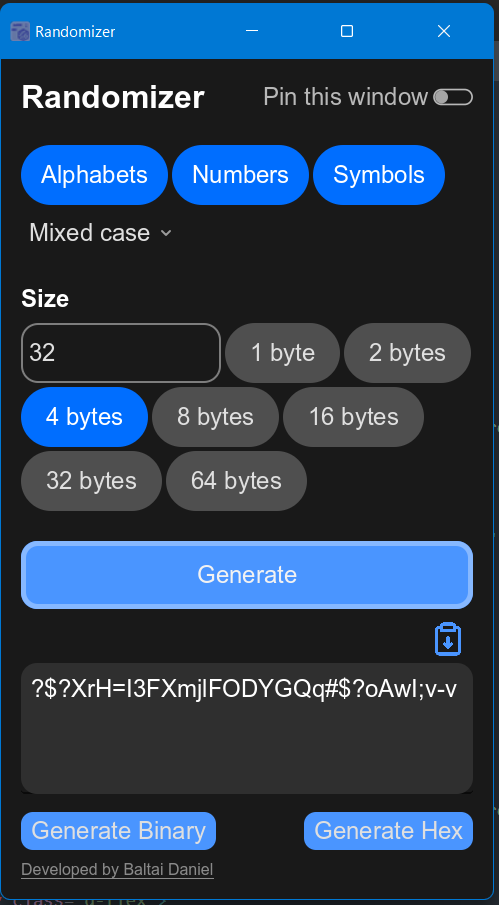 Randomizer
Randomizer Pin this window
Alphabets Numbers Symbols
Mixed case
Size
32 1 byte 2 bytes
4 bytes 8 bytes 16 bytes
32 bytes 64 bytes
Generate
?$?XrH=I3FXmjlFODYGQq#$?oAwI;v-v
Generate Binary Generate Hex
Developed by Baltai Daniel